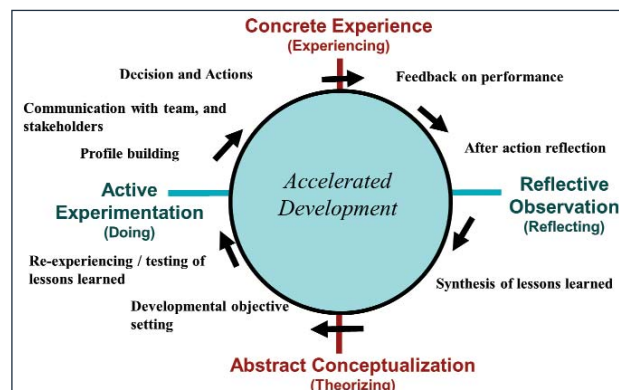 Concrete Experience
(Experiencing)
Decision and Actions
Feedback on performance
Communication with team, and
stakeholders
Profile building
After action reflection
Accelerated
Development
Active
Experimentation
(Doing)
Reflective
Observation
(Reflecting)
Re-experiencing / testing of
lessons learned
Synthesis of lessons learned
Developmental objective
setting
Abstract Conceptualization
(Theorizing)